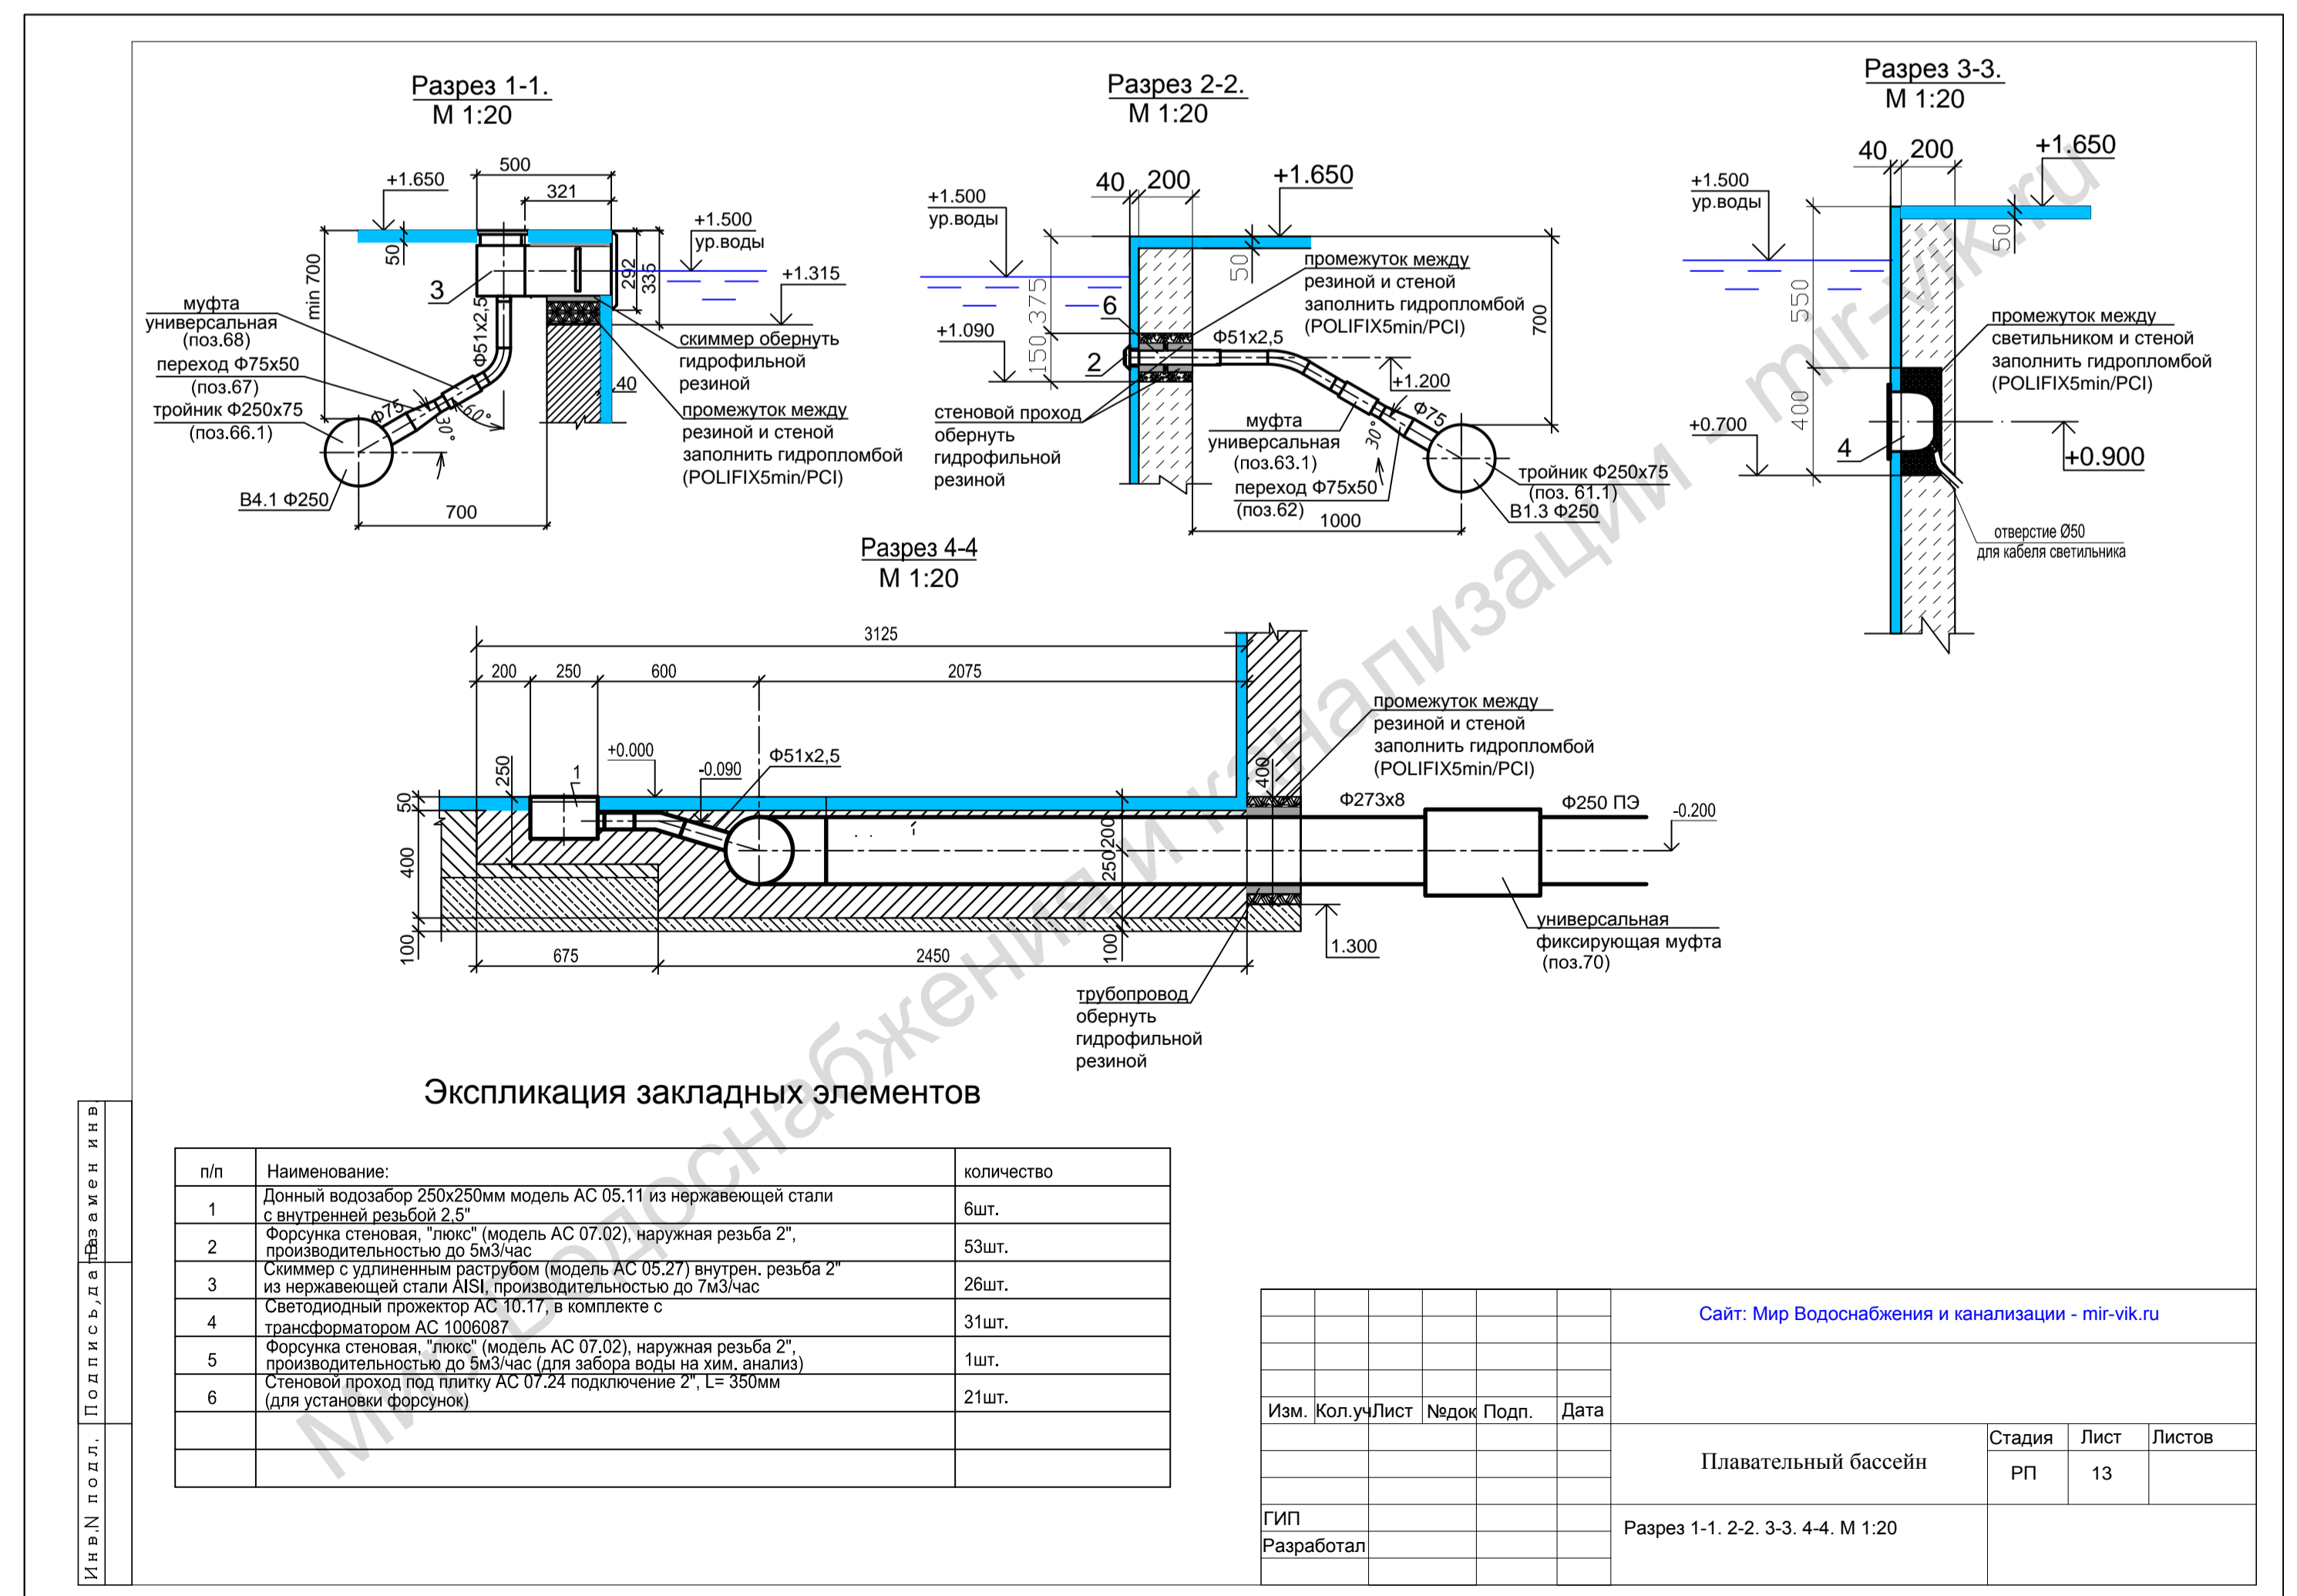 Разрез 1-1.
М 1:20
+1.650
500
321
+1.500
ур.воды
50
min 700
292
335
+1.315
3
муфта
универсальная
(поз.68)
переход Ф75х50
(поз.67)
тройник Ф250х75
(поз.66.1)
Ф51х2,5
Ф75
60°
30°
40
скиммер обернуть
гидрофильной
резиной
промежуток между
резиной и стеной
заполнить гидропломбой
(POLIFIX5min/PCI)
В4.1 Ф250
700
Разрез 2-2.
М 1:20
40
200
+1.650
+1.500
ур.воды
50
375
150
6
+1.090
2
Ф51х2,5
промежуток между
резиной и стеной
заполнить гидропломбой
(POLIFIX5min/PCI)
700
+1.200
стеновой проход
обернуть
гидрофильной
резиной
муфта
универсальная
(поз.63.1)
переход Ф75х50
(поз.62)
30°
Ф75
тройник Ф250х75
(поз. 61.1)
В1.3 Ф250
1000
Разрез 3-3.
М 1:20
40
200
+1.650
+1.500
ур.воды
50
550
400
промежуток между
светильником и стеной
заполнить гидропломбой
(POLIFIX5min/PCI)
+0.700
4
+0.900
отверстие Ø50
для кабеля светильника
Разрез 4-4
М 1:20
3125
200
250
600
2075
250
1
+0.000
-0.090
Ф51х2,5
50
400
100
200
250
100
400
промежуток между
резиной и стеной
заполнить гидропломбой
(POLIFIX5min/PCI)
Ф273х8
Ф250 ПЭ
-0.200
универсальная
фиксирующая муфта
(поз.70)
1.300
675
2450
трубопровод
обернуть
гидрофильной
резиной
Экспликация закладных элементов
п/п Наименование: количество
1 Донный водозабор 250х250мм модель АС 05.11 из нержавеющей стали
с внутренней резьбой 2,5" 6шт.
2 Форсунка стеновая, "люкс" (модель АС 07.02), наружная резьба 2",
производительностью до 5м3/час 53шт.
3 Скиммер с удлиненным раструбом (модель АС 05.27) внутрен. резьба 2"
из нержавеющей стали AISI, производительностью до 7м3/час 26шт.
4 Светодиодный прожектор АС 10.17, в комплекте с
трансформатором АС 1006087 31шт.
5 Форсунка стеновая, "люкс" (модель АС 07.02), наружная резьба 2",
производительностью до 5м3/час (для забора воды на хим. анализ) 1шт.
6 Стеновой проход под плитку АС 07.24 подключение 2", L= 350мм
(для установки форсунок) 21шт.
Взамен инв
Подпись,дата
Инв.N подл.
Сайт: Мир Водоснабжения и канализации - mir-vik.ru
Изм. Кол.уч Лист №док Подп. Дата
Плавательный бассейн
Стадия Лист Листов
РП 13
ГИП
Разработал
Разрез 1-1. 2-2. 3-3. 4-4. М 1:20
Мир Водоснабжения и канализации - mir-vik.ru